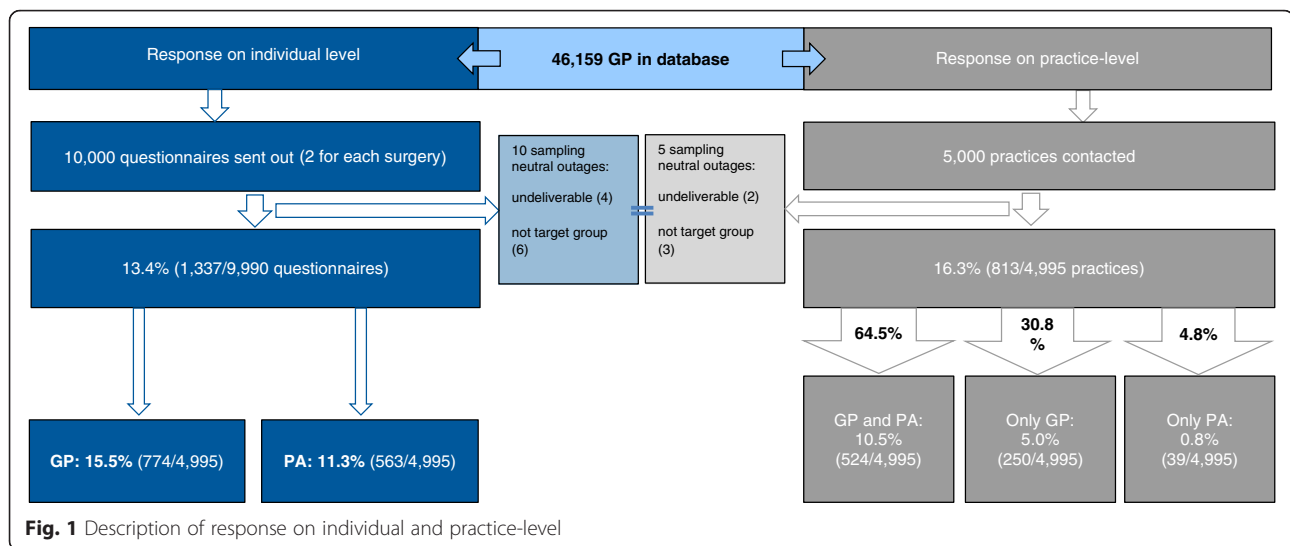 Response on individual level
46,159 GP in database
Response on practice-level
10,000 questionnaires sent out (2 for each surgery)
10 sampling
neutral outages:
undeliverable (4)
not target group
(6)
5 sampling
neutral outages:
undeliverable (2)
not target group
(3)
5,000 practices contacted
13.4% (1,337/9,990 questionnaires)
16.3% (813/4,995 practices)
64.5%
30.8
%
4.8%
GP: 15.5% (774/4,995)
PA: 11.3% (563/4,995)
GP and PA:
10.5%
(524/4,995)
Only GP:
5.0%
(250/4,995)
Only PA:
0.8%
(39/4,995)
Fig. 1 Description of response on individual and practice-level